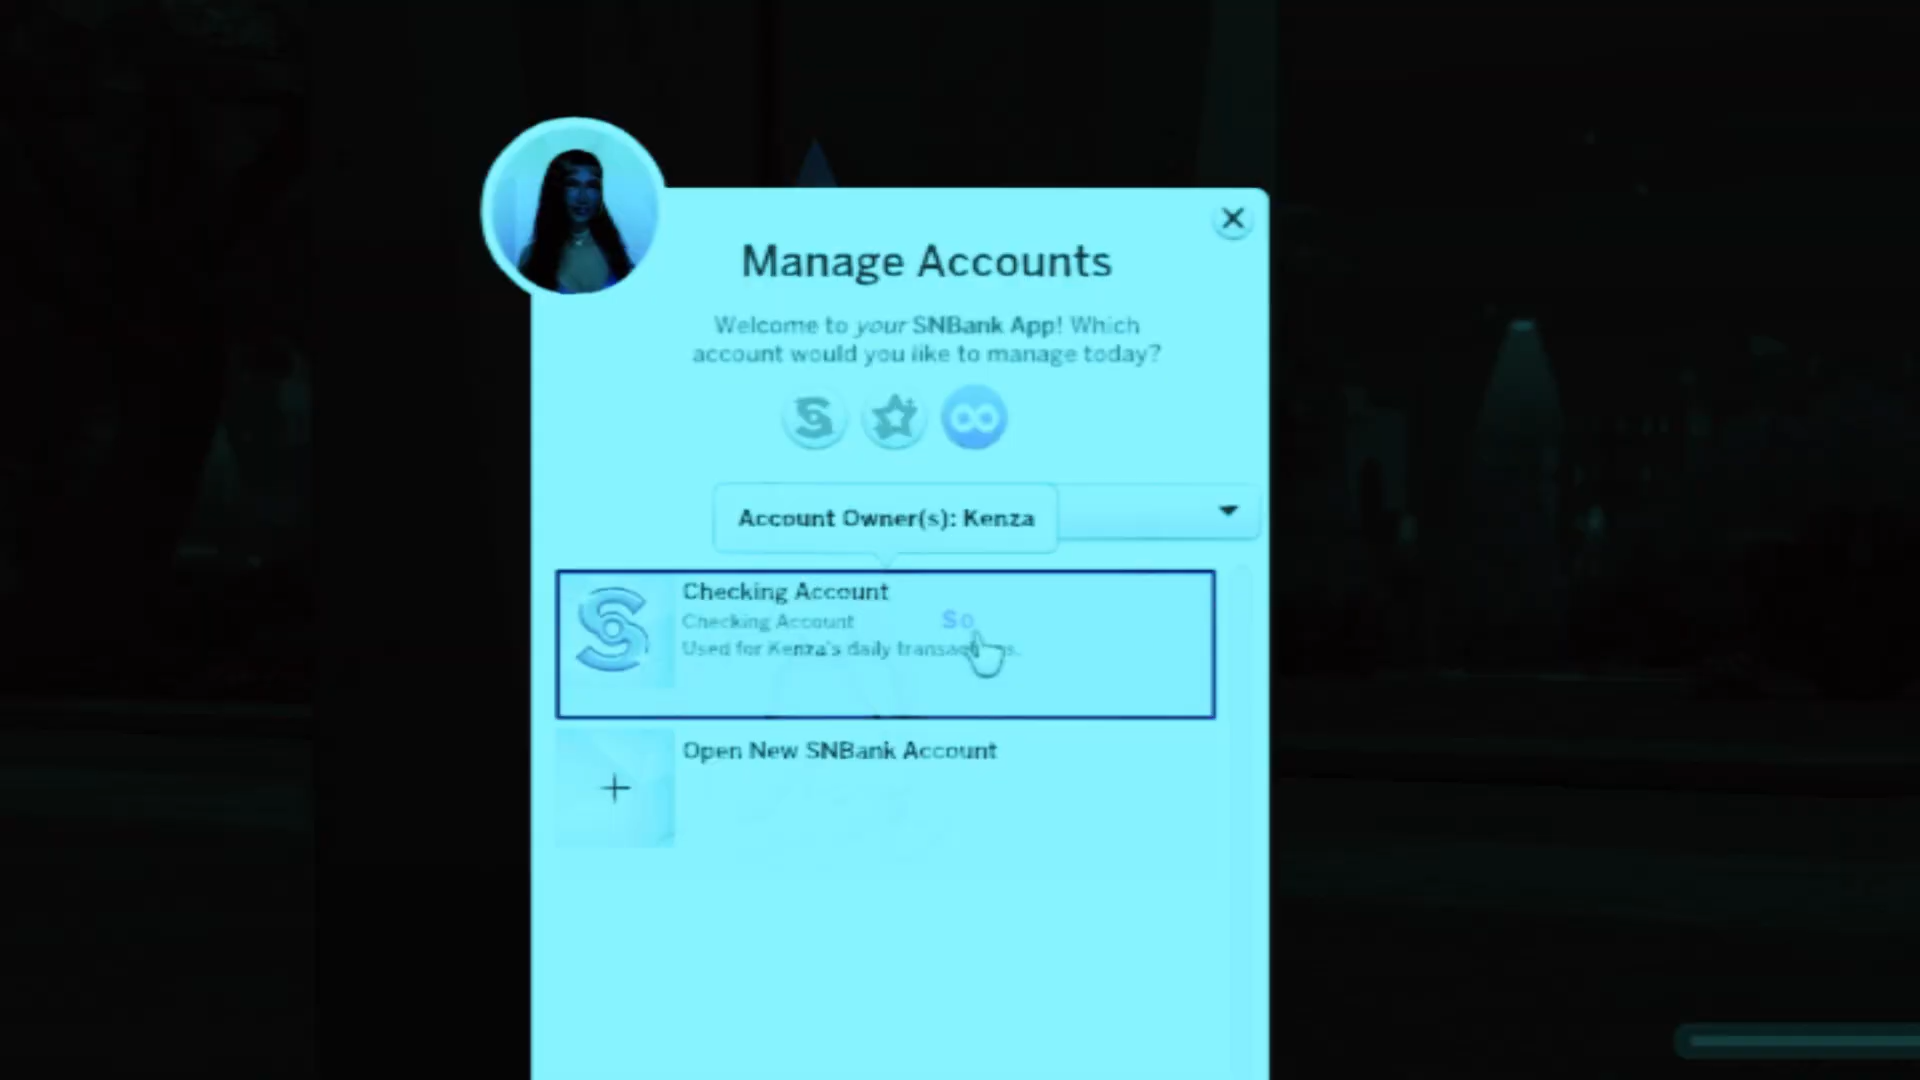 Manage Accounts
Welcome to your SNBank App! Which
account would you like to manage today?
Account Owner(s): Kenza
Checking Account
Checking Account
Used for Kenza's daily
Open New SNBank Account